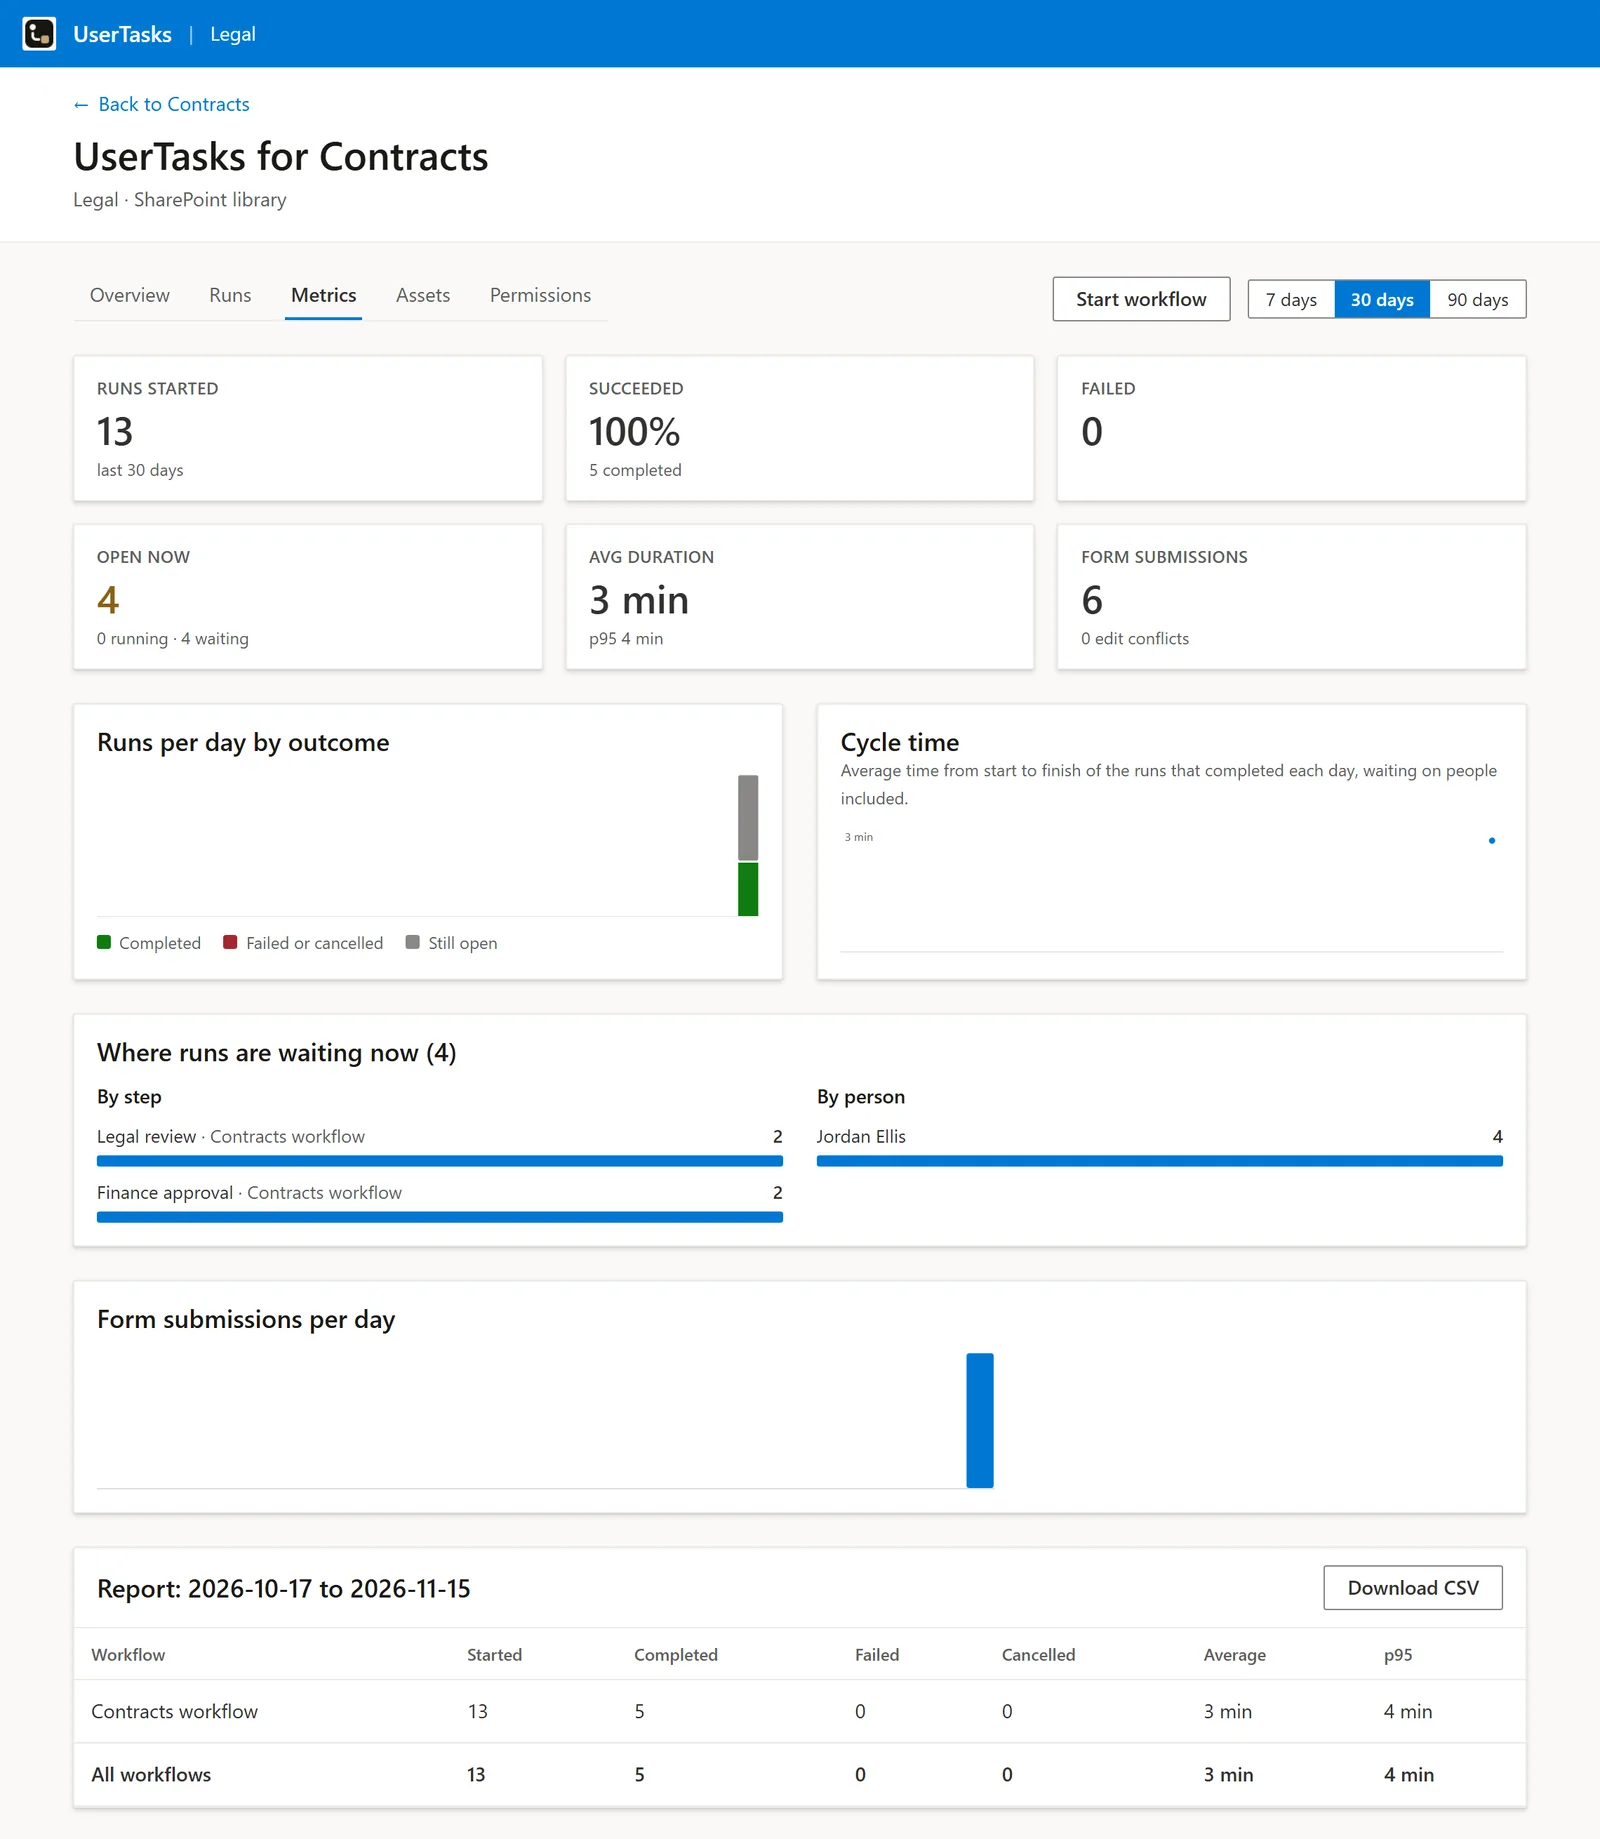 UserTasks | Legal
← Back to Contracts
UserTasks for Contracts
Legal · SharePoint library
Overview Runs Metrics Assets Permissions
Start workflow 7 days 30 days 90 days
RUNS STARTED
13
last 30 days
SUCCEEDED
100%
5 completed
FAILED
0
OPEN NOW
4
0 running · 4 waiting
AVG DURATION
3 min
p95 4 min
FORM SUBMISSIONS
6
0 edit conflicts
Runs per day by outcome
Completed Failed or cancelled Still open
Cycle time
Average time from start to finish of the runs that completed each day, waiting on people
included.
3 min
Where runs are waiting now (4)
By step
Legal review · Contracts workflow 2
Finance approval · Contracts workflow 2
By person
Jordan Ellis 4
Form submissions per day
Report: 2026-10-17 to 2026-11-15
Download CSV
Workflow Started Completed Failed Cancelled Average p95
Contracts workflow 13 5 0 0 3 min 4 min
All workflows 13 5 0 0 3 min 4 min